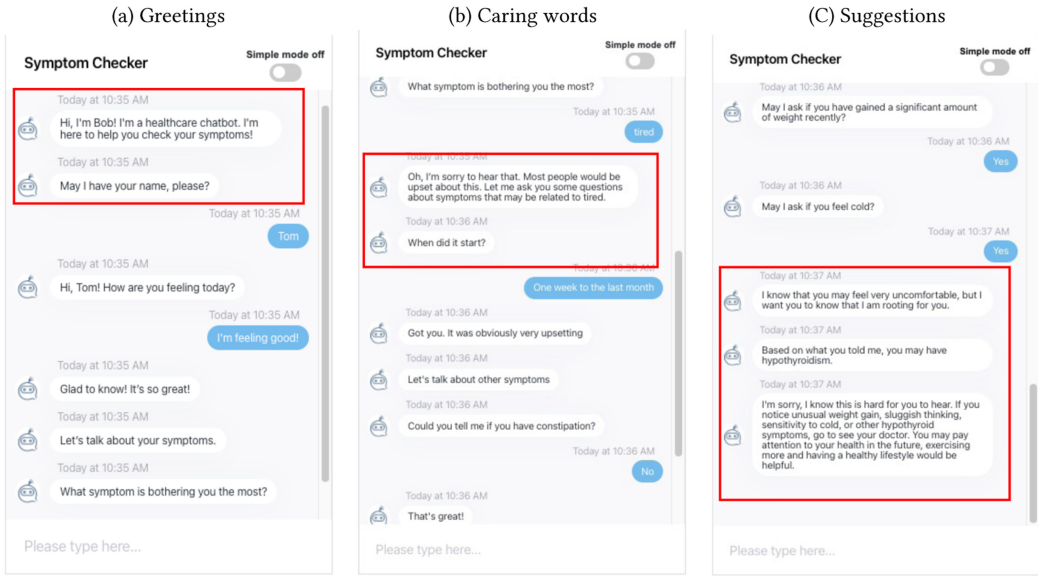 (a) Greetings
Symptom Checker
Simple mode off
Today at 10:35 AM
Hi, I'm Bob! I'm a healthcare chatbot. I'm
here to help you check your symptoms!
Today at 10:35 AM
May I have your name, please?
Today at 10:35 AM
Tom
Today at 10:35 AM
Hi, Tom! How are you feeling today?
Today at 10:35 AM
I'm feeling good!
Today at 10:35 AM
Glad to know! It's so great!
Today at 10:35 AM
Let's talk about your symptoms.
Today at 10:35 AM
What symptom is bothering you the most?
Please type here...
(b) Caring words
Symptom Checker
Simple mode off
What symptom is bothering you the most?
Today at 10:35 AM
tired
Today at 10:35 AM
Oh, I'm sorry to hear that. Most people would be
upset about this. Let me ask you some questions
about symptoms that may be related to tired.
Today at 10:36 AM
When did it start?
Today at 10:36 AM
One week to the last month
Today at 10:36 AM
Got you. It was obviously very upsetting
Today at 10:36 AM
Let's talk about other symptoms
Today at 10:36 AM
Could you tell me if you have constipation?
Today at 10:36 AM
No
Today at 10:36 AM
That's great!
Please type here...
(C) Suggestions
Symptom Checker
Simple mode off
Today at 10:36 AM
May I ask if you have gained a significant amount
of weight recently?
Today at 10:36 AM
Yes
Today at 10:36 AM
May I ask if you feel cold?
Today at 10:37 AM
Yes
Today at 10:37 AM
I know that you may feel very uncomfortable, but I
want you to know that I am rooting for you.
Today at 10:37 AM
Based on what you told me, you may have
hypothyroidism.
Today at 10:37 AM
I'm sorry, I know this is hard for you to hear. If you
notice unusual weight gain, sluggish thinking,
sensitivity to cold, or other hypothyroid
symptoms, go to see your doctor. You may pay
attention to your health in the future, exercising
more and having a healthy lifestyle would be
helpful.
Please type here...